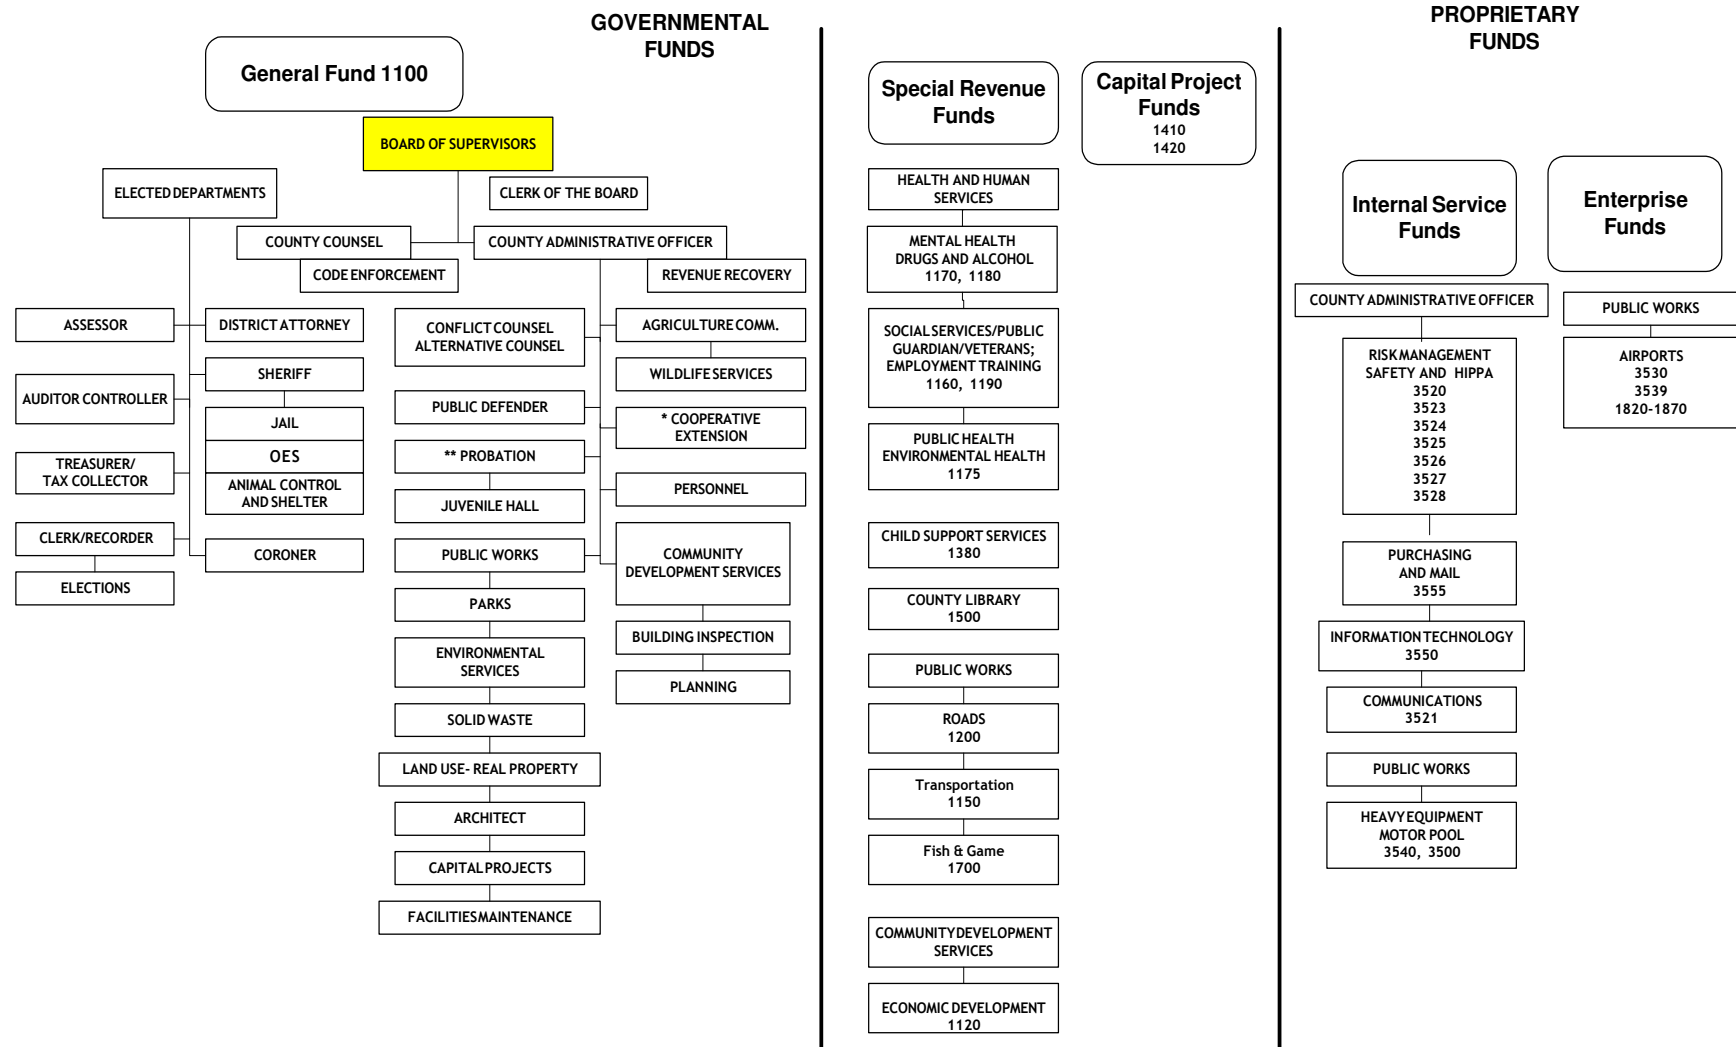 GOVERNMENTAL
FUNDS
General Fund 1100
BOARD OF SUPERVISORS
ELECTED DEPARTMENTS
CLERK OF THE BOARD
COUNTY COUNSEL
COUNTY ADMINISTRATIVE OFFICER
CODE ENFORCEMENT
REVENUE RECOVERY
ASSESSOR
DISTRICT ATTORNEY
SHERIFF
AUDITOR CONTROLLER
JAIL
OES
TREASURER/
TAX COLLECTOR
ANIMAL CONTROL
AND SHELTER
CLERK/RECORDER
CORONER
ELECTIONS
CONFLICT COUNSEL
ALTERNATIVE COUNSEL
PUBLIC DEFENDER
** PROBATION
JUVENILE HALL
PUBLIC WORKS
PARKS
ENVIRONMENTAL
SERVICES
SOLID WASTE
LAND USE- REAL PROPERTY
ARCHITECT
CAPITAL PROJECTS
FACILITIES MAINTENANCE
AGRICULTURE COMM.
WILDLIFE SERVICES
* COOPERATIVE
EXTENSION
PERSONNEL
COMMUNITY
DEVELOPMENT SERVICES
BUILDING INSPECTION
PLANNING
Special Revenue
Funds
HEALTH AND HUMAN
SERVICES
MENTAL HEALTH
DRUGS AND ALCOHOL
1170, 1180
SOCIAL SERVICES/PUBLIC
GUARDIAN/VETERANS;
EMPLOYMENT TRAINING
1160, 1190
PUBLIC HEALTH
ENVIRONMENTAL HEALTH
1175
CHILD SUPPORT SERVICES
1380
COUNTY LIBRARY
1500
PUBLIC WORKS
ROADS
1200
Transportation
1150
Fish & Game
1700
COMMUNITY DEVELOPMENT
SERVICES
ECONOMIC DEVELOPMENT
1120
Capital Project
Funds
1410
1420
PROPRIETARY
FUNDS
Internal Service
Funds
COUNTY ADMINISTRATIVE OFFICER
RISK MANAGEMENT
SAFETY AND HIPPA
3520
3523
3524
3525
3526
3527
3528
PURCHASING
AND MAIL
3555
INFORMATION TECHNOLOGY
3550
COMMUNICATIONS
3521
PUBLIC WORKS
HEAVY EQUIPMENT
MOTOR POOL
3540, 3500
Enterprise
Funds
PUBLIC WORKS
AIRPORTS
3530
3539
1820-1870